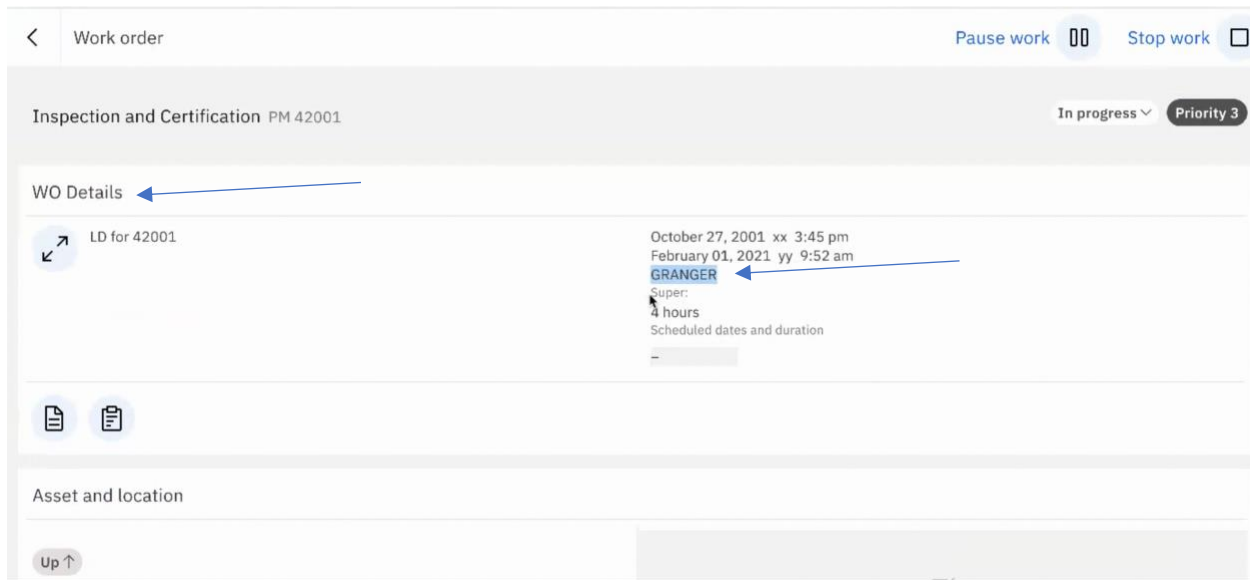 Work order
Pause work
Stop work
Inspection and Certification PM 42001
In progress
Priority 3
WO Details
LD for 42001
October 27, 2001 xx 3:45 pm
February 01, 2021 yy 9:52 am
GRANGER
Super:
4 hours
Scheduled dates and duration
–
Asset and location
Up ↑